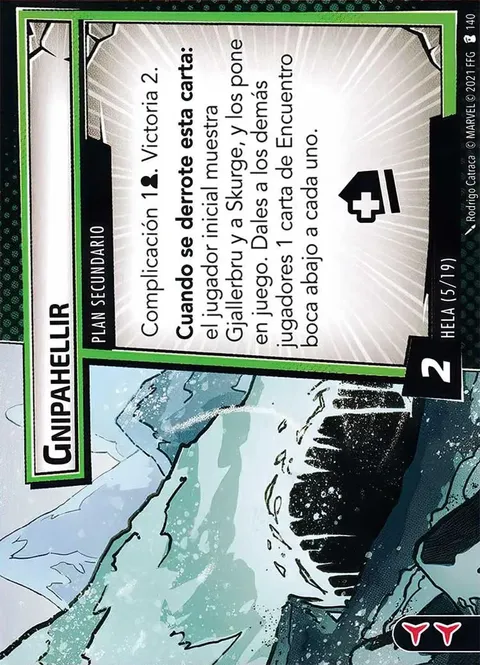 GNIPAHELLIR
PLAN SECUNDARIO
Complicación 1. Victoria 2.
Cuando se derrote esta carta:
el jugador inicial muestra
Gjallerbru y a Skurge, y los pone
en juego. Dales a los demás
jugadores 1 carta de Encuentro
boca abajo a cada uno.
2
HELA (5/19)
Rodrigo Catraca © MARVEL © 2021 FFG 140